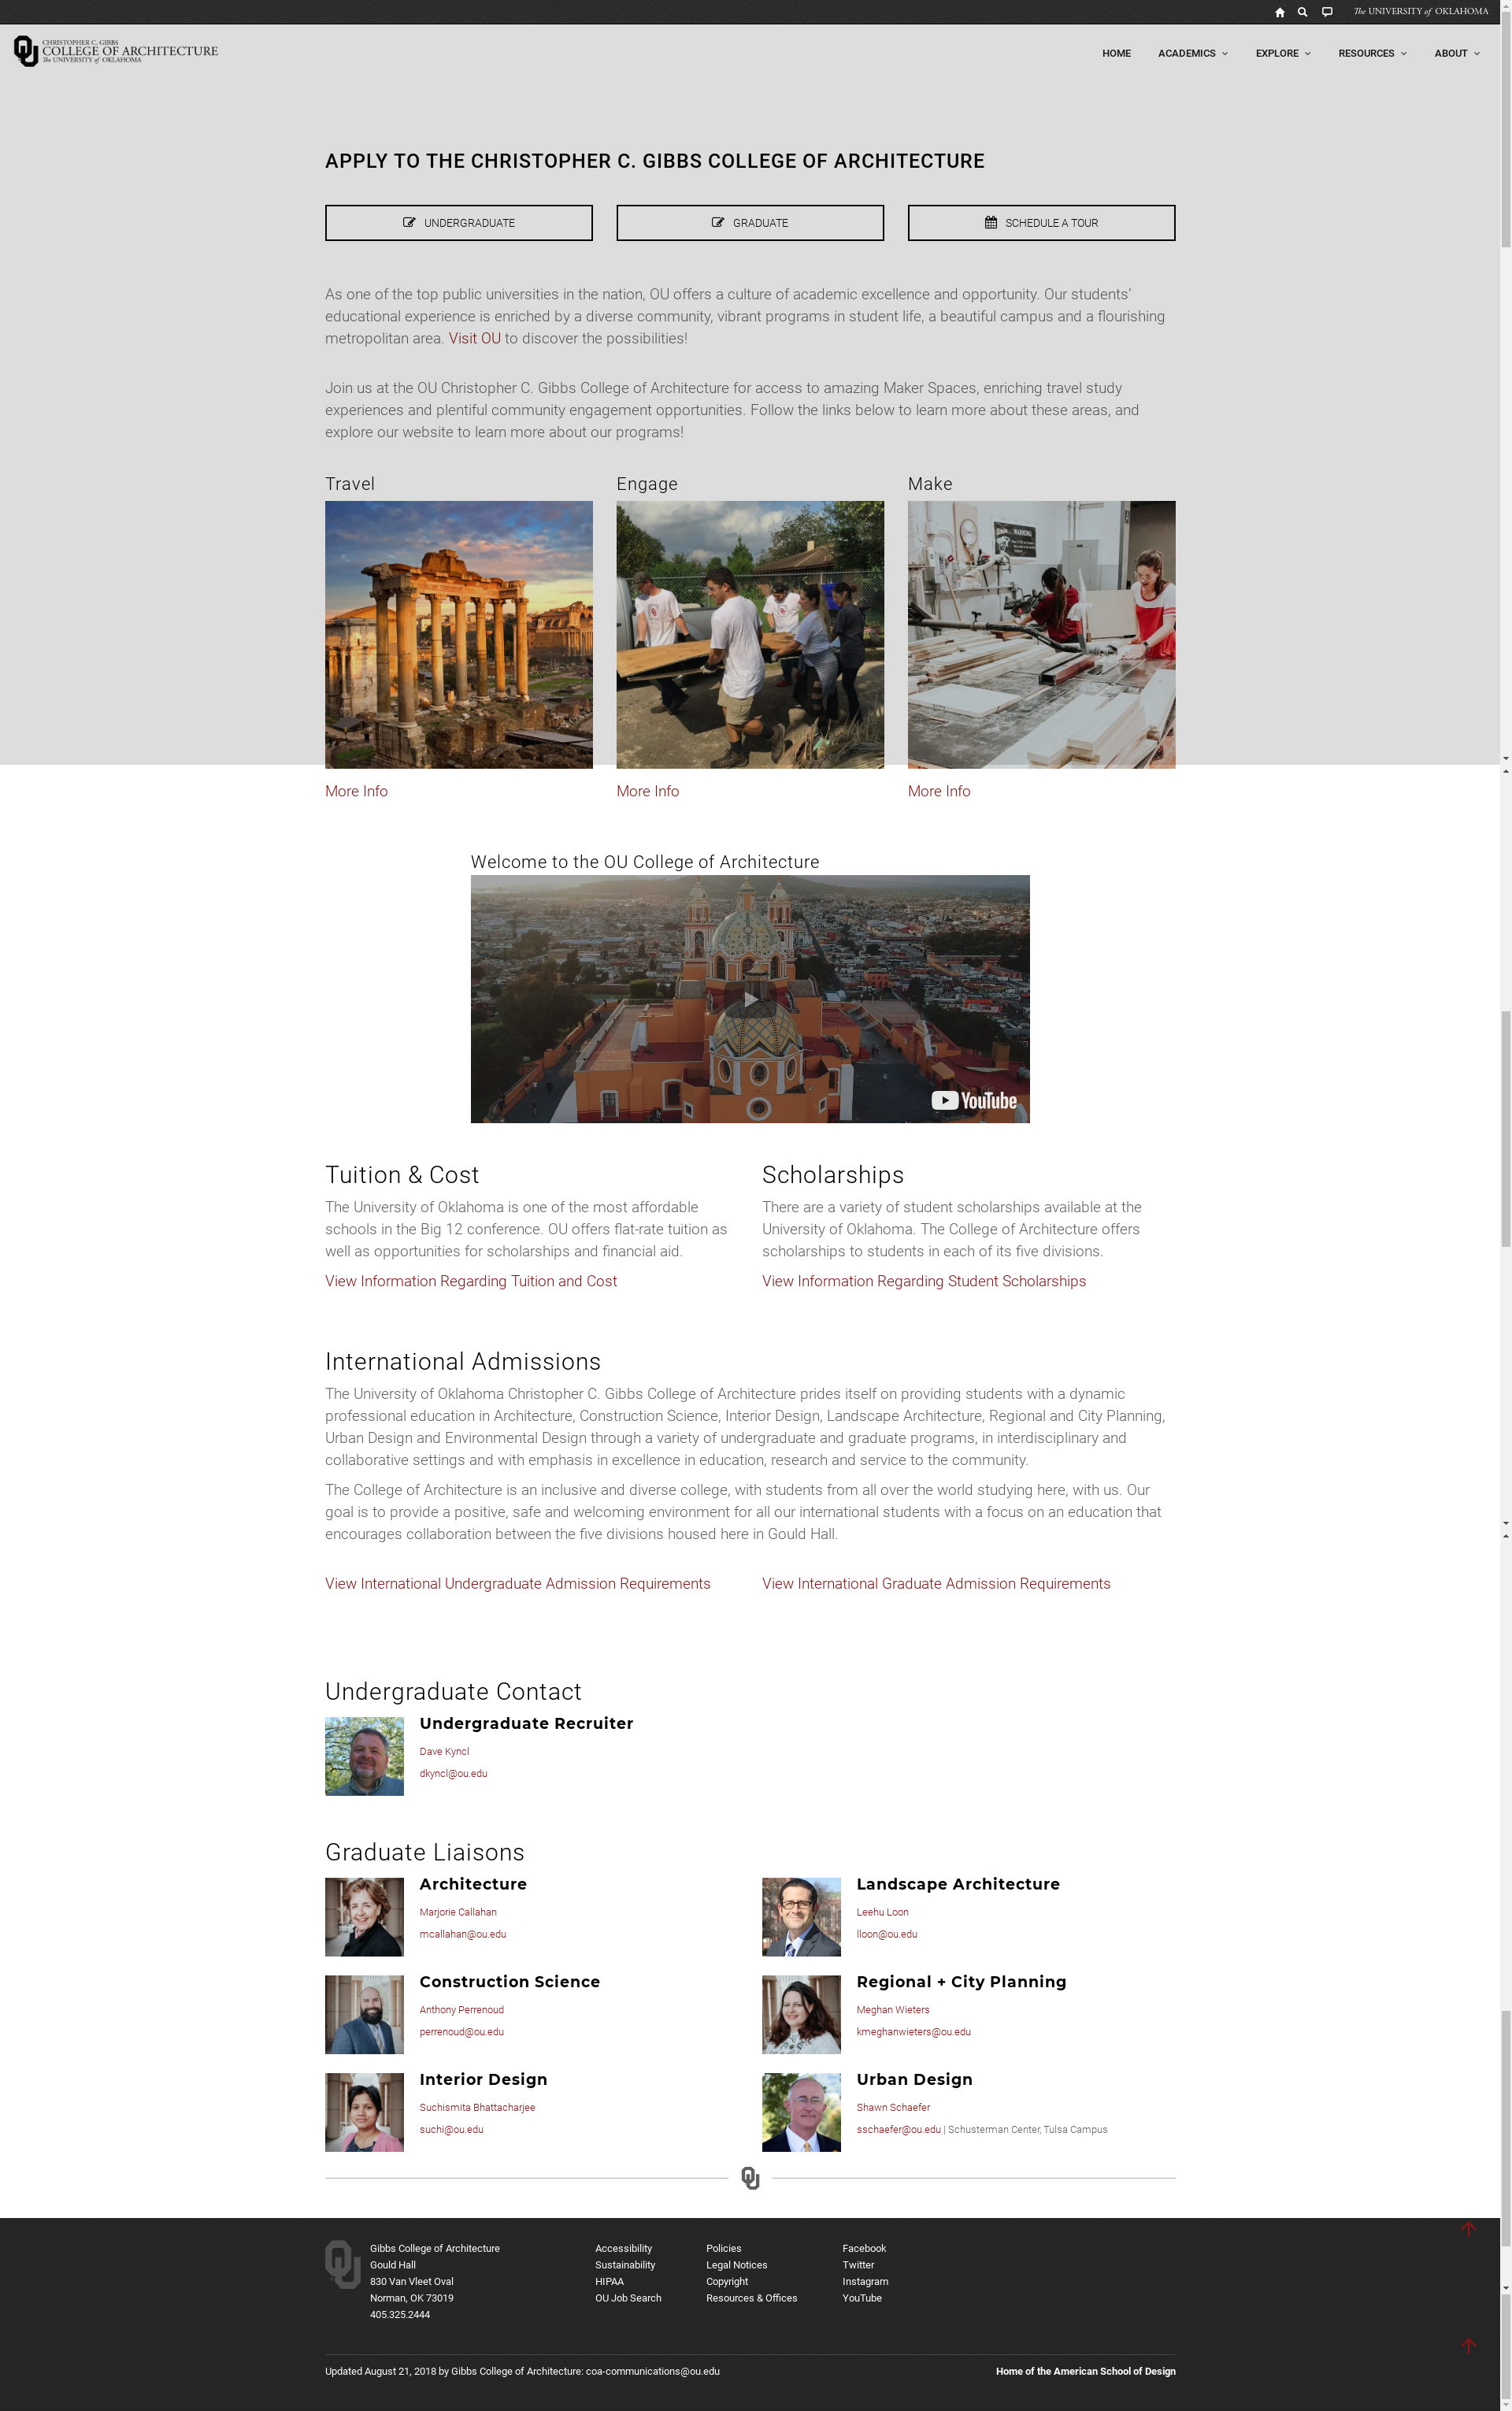 The UNIVERSITY of OKLAHOMA
CHRISTOPHER C. GIBBS
COLLEGE OF ARCHITECTURE
The UNIVERSITY of OKLAHOMA
HOME ACADEMICS EXPLORE RESOURCES ABOUT
APPLY TO THE CHRISTOPHER C. GIBBS COLLEGE OF ARCHITECTURE
UNDERGRADUATE GRADUATE SCHEDULE A TOUR
As one of the top public universities in the nation, OU offers a culture of academic excellence and opportunity. Our students'
educational experience is enriched by a diverse community, vibrant programs in student life, a beautiful campus and a flourishing
metropolitan area. Visit OU to discover the possibilities!
Join us at the OU Christopher C. Gibbs College of Architecture for access to amazing Maker Spaces, enriching travel study
experiences and plentiful community engagement opportunities. Follow the links below to learn more about these areas, and
explore our website to learn more about our programs!
Travel Engage Make
WARNING
More Info More Info More Info
Welcome to the OU College of Architecture
YouTube
Tuition & Cost
The University of Oklahoma is one of the most affordable
schools in the Big 12 conference. OU offers flat-rate tuition as
well as opportunities for scholarships and financial aid.
View Information Regarding Tuition and Cost
Scholarships
There are a variety of student scholarships available at the
University of Oklahoma. The College of Architecture offers
scholarships to students in each of its five divisions.
View Information Regarding Student Scholarships
International Admissions
The University of Oklahoma Christopher C. Gibbs College of Architecture prides itself on providing students with a dynamic
professional education in Architecture, Construction Science, Interior Design, Landscape Architecture, Regional and City Planning,
Urban Design and Environmental Design through a variety of undergraduate and graduate programs, in interdisciplinary and
collaborative settings and with emphasis in excellence in education, research and service to the community.
The College of Architecture is an inclusive and diverse college, with students from all over the world studying here, with us. Our
goal is to provide a positive, safe and welcoming environment for all our international students with a focus on an education that
encourages collaboration between the five divisions housed here in Gould Hall.
View International Undergraduate Admission Requirements
View International Graduate Admission Requirements
Undergraduate Contact
Undergraduate Recruiter
Dave Kyncl
dkyncl@ou.edu
Graduate Liaisons
Architecture
Marjorie Callahan
mcallahan@ou.edu
Landscape Architecture
Leehu Loon
lloon@ou.edu
Construction Science
Anthony Perrenoud
perrenoud@ou.edu
Regional + City Planning
Meghan Wieters
kmeghanwieters@ou.edu
Interior Design
Suchismita Bhattacharjee
suchi@ou.edu
Urban Design
Shawn Schaefer
sschaefer@ou.edu | Schusterman Center, Tulsa Campus
Gibbs College of Architecture
Gould Hall
830 Van Vleet Oval
Norman, OK 73019
405.325.2444
Accessibility
Sustainability
HIPAA
OU Job Search
Policies
Legal Notices
Copyright
Resources & Offices
Facebook
Twitter
Instagram
YouTube
Updated August 21, 2018 by Gibbs College of Architecture: coa-communications@ou.edu
Home of the American School of Design